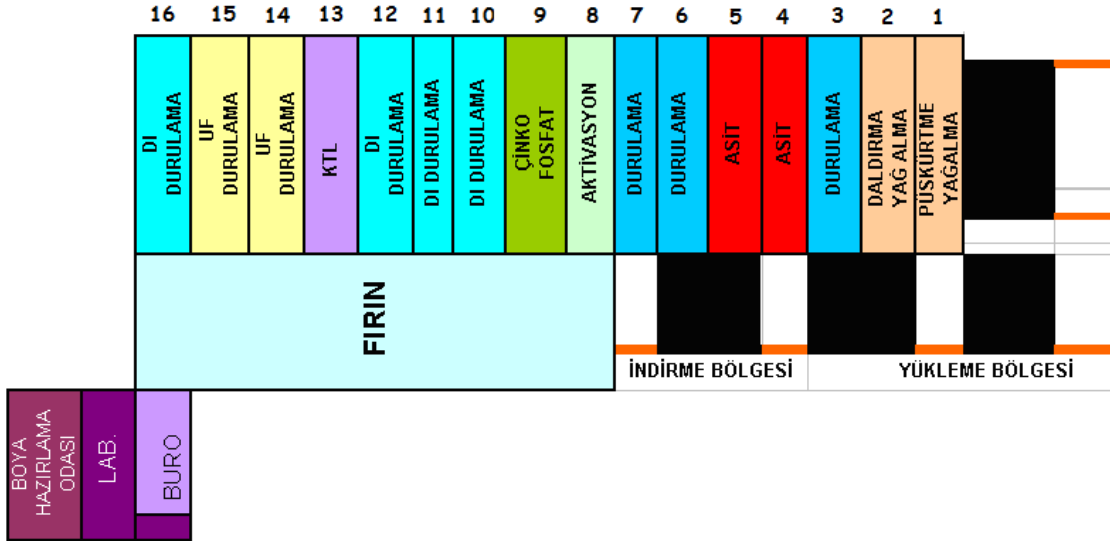 16 15 14 13 12 11 10 9 8 7 6 5 4 3 2 1
DI
DURULAMA
UF
DURULAMA
UF
DURULAMA
KTL
DI
DURULAMA
DI DURULAMA
DI DURULAMA
ÇİNKO
FOSFAT
AKTİVASYON
DURULAMA
DURULAMA
ASİT
ASİT
DURULAMA
DALDIRMA
YAĞ ALMA
PÜSKÜRTME
YAĞALMA
FIRIN
İNDİRME BÖLGESİ
YÜKLEME BÖLGESİ
BOYA
HAZIRLAMA
ODASI
LAB.
BURO